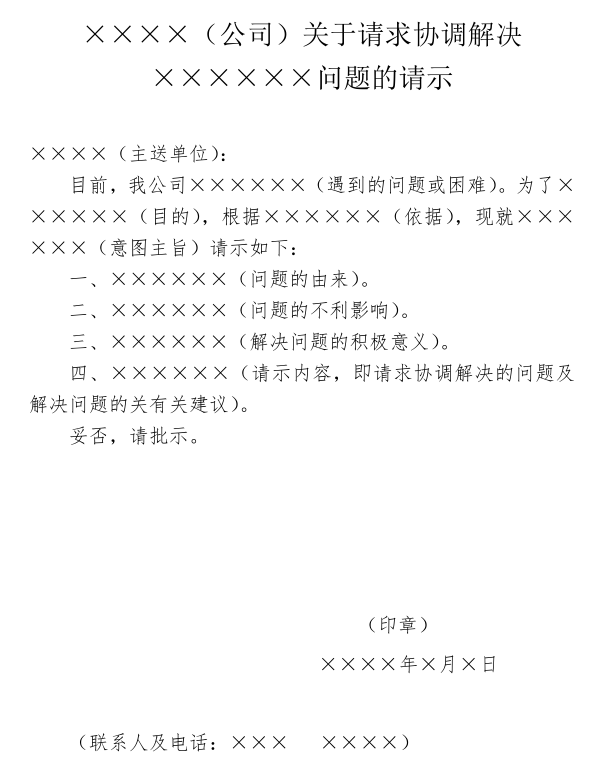 ××××（公司）关于请求协调解决
××××××问题的请示
××××（主送单位）：
目前，我公司××××××（遇到的问题或困难）。为了×
×××××（目的），根据××××××（依据），现就×××
×××（意图主旨）请示如下：
一、××××××（问题的由来）。
二、××××××（问题的不利影响）。
三、××××××（解决问题的积极意义）。
四、××××××（请示内容，即请求协调解决的问题及
解决问题的关有关建议）。
妥否，请批示。
（印章）
××××年×月×日
（联系人及电话：××× ××××）